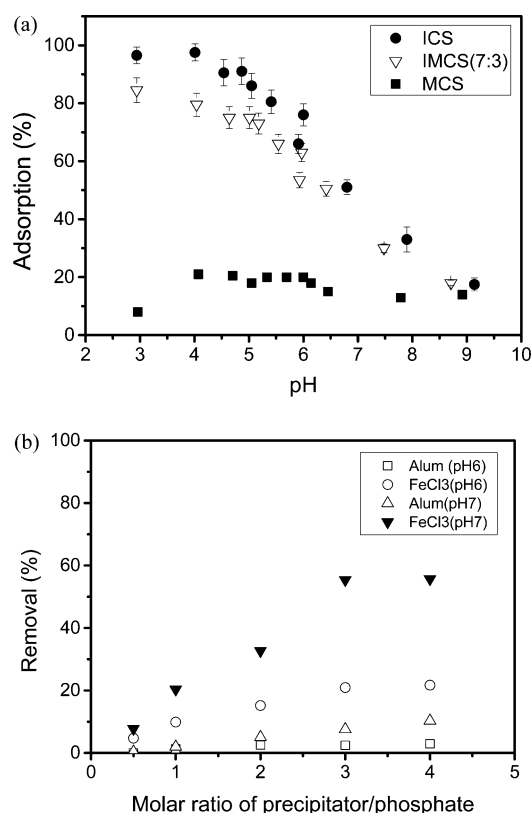 (a)
100
80
60
40
20
0
Adsorption (%)
ICS
IMCS(7:3)
MCS
2 3 4 5 6 7 8 9 10
pH
(b)
100
80
60
40
20
0
Removal (%)
Alum (pH6)
FeCl3(pH6)
Alum(pH7)
FeCl3(pH7)
0 1 2 3 4 5
Molar ratio of precipitator/phosphate